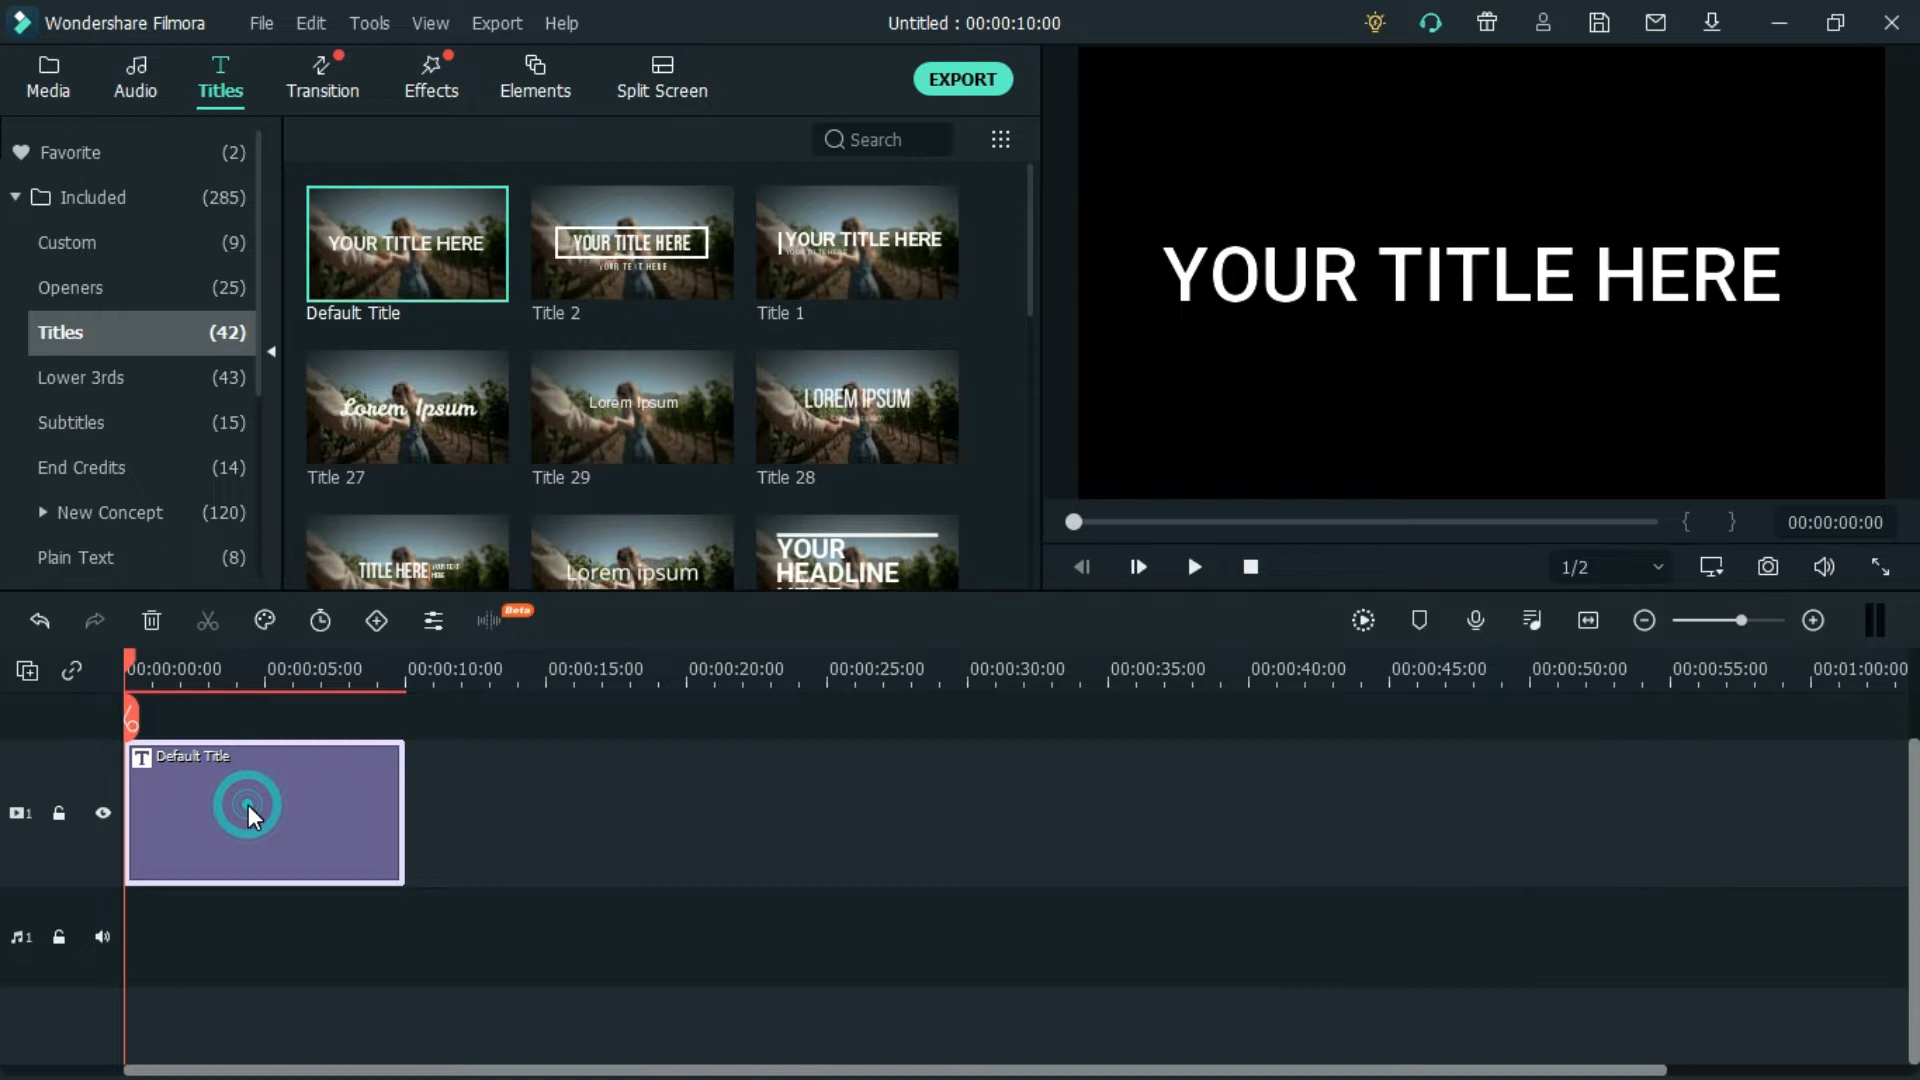 Wondershare Filmora File Edit Tools View Export Help Untitled : 00:00:10:00
Media Audio Titles Transition Effects Elements Split Screen EXPORT
Favorite (2)
Included (285)
Custom (9)
Openers (25)
Titles (42)
Lower 3rds (43)
Subtitles (15)
End Credits (14)
New Concept (120)
Plain Text (8)
Search
YOUR TITLE HERE
Default Title
YOUR TITLE HERE
YOUR TEXT HERE
Title 2
YOUR TITLE HERE
Title 1
Lorem Ipsum
Title 27
Lorem Ipsum
Title 29
LOREM IPSUM
Title 28
TITLE HERE
Lorem ipsum
YOUR
HEADLINE
YOUR TITLE HERE
{ } 00:00:00:00
1/2
Beta
00:00:00:00 00:00:05:00 00:00:10:00 00:00:15:00 00:00:20:00 00:00:25:00 00:00:30:00 00:00:35:00 00:00:40:00 00:00:45:00 00:00:50:00 00:00:55:00 00:01:00:00
T Default Title
1
1